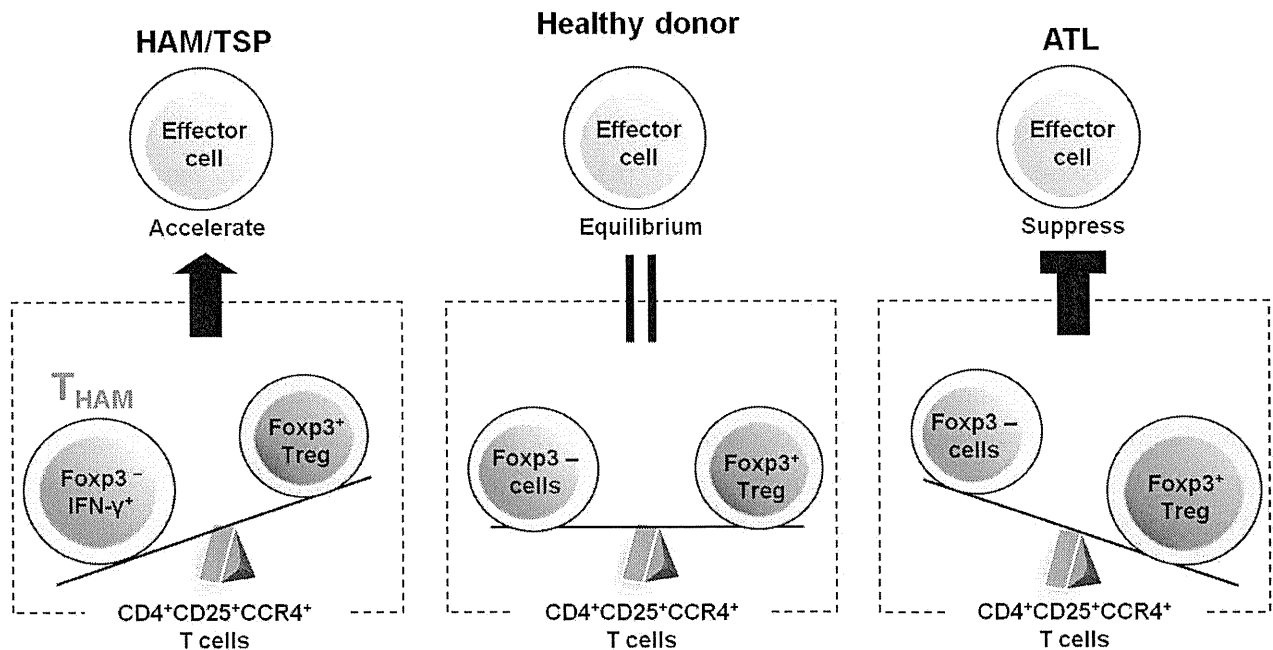 HAM/TSP
Effector
cell
Accelerate
T_HAM
Foxp3⁻
IFN-γ⁺
Foxp3⁺
Treg
CD4⁺CD25⁺CCR4⁺
T cells
Healthy donor
Effector
cell
Equilibrium
Foxp3 –
cells
Foxp3⁺
Treg
CD4⁺CD25⁺CCR4⁺
T cells
ATL
Effector
cell
Suppress
Foxp3 –
cells
Foxp3⁺
Treg
CD4⁺CD25⁺CCR4⁺
T cells